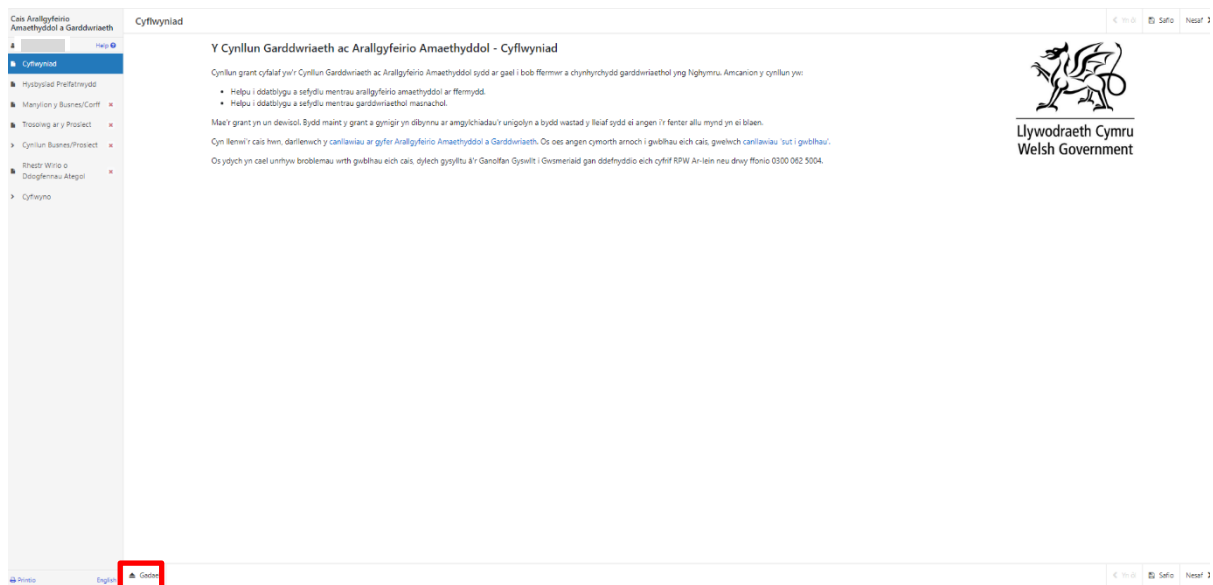 Cais Arallgyfeirio
Amaethyddol a Garddwriaeth
Help
Cyflwyniad
Hysbysiad Preifatrwydd
Manylion y Busnes/Corff
Trosolwg ar y Prosiect
Cynllun Busnes/Prosiect
Rhestr Wirio o
Ddogfennau Ategol
Cyflwyno
Printio English
Cyflwyniad
Safio Nesaf
Y Cynllun Garddwriaeth ac Arallgyfeirio Amaethyddol - Cyflwyniad
Cynllun grant cyfalaf yw'r Cynllun Garddwriaeth ac Arallgyfeirio Amaethyddol sydd ar gael i bob ffermwr a chynhyrchydd garddwriaethol yng Nghymru. Amcanion y cynllun yw:
• Helpu i ddatblygu a sefydlu mentrau arallgyfeirio amaethyddol ar ffermydd.
• Helpu i ddatblygu a sefydlu mentrau garddwriaethol masnachol.
Mae'r grant yn un dewisol. Bydd maint y grant a gynigir yn dibynnu ar amgylchiadau'r unigolyn a bydd wastad y lleiaf sydd ei angen i'r fenter allu mynd yn ei blaen.
Cyn llenwi'r cais hwn, darllenwch y canllawiau ar gyfer Arallgyfeirio Amaethyddol a Garddwriaeth. Os oes angen cymorth arnoch i gwblhau eich cais, gwelwch canllawiau 'sut i gwblhau'.
Os ydych yn cael unrhyw broblemau wrth gwblhau eich cais, dylech gysylltu â'r Ganolfan Gyswllt i Gwsmeriaid gan ddefnyddio eich cyfrif RPW Ar-lein neu drwy ffonio 0300 062 5004.
Llywodraeth Cymru
Welsh Government
Gadael
Safio Nesaf